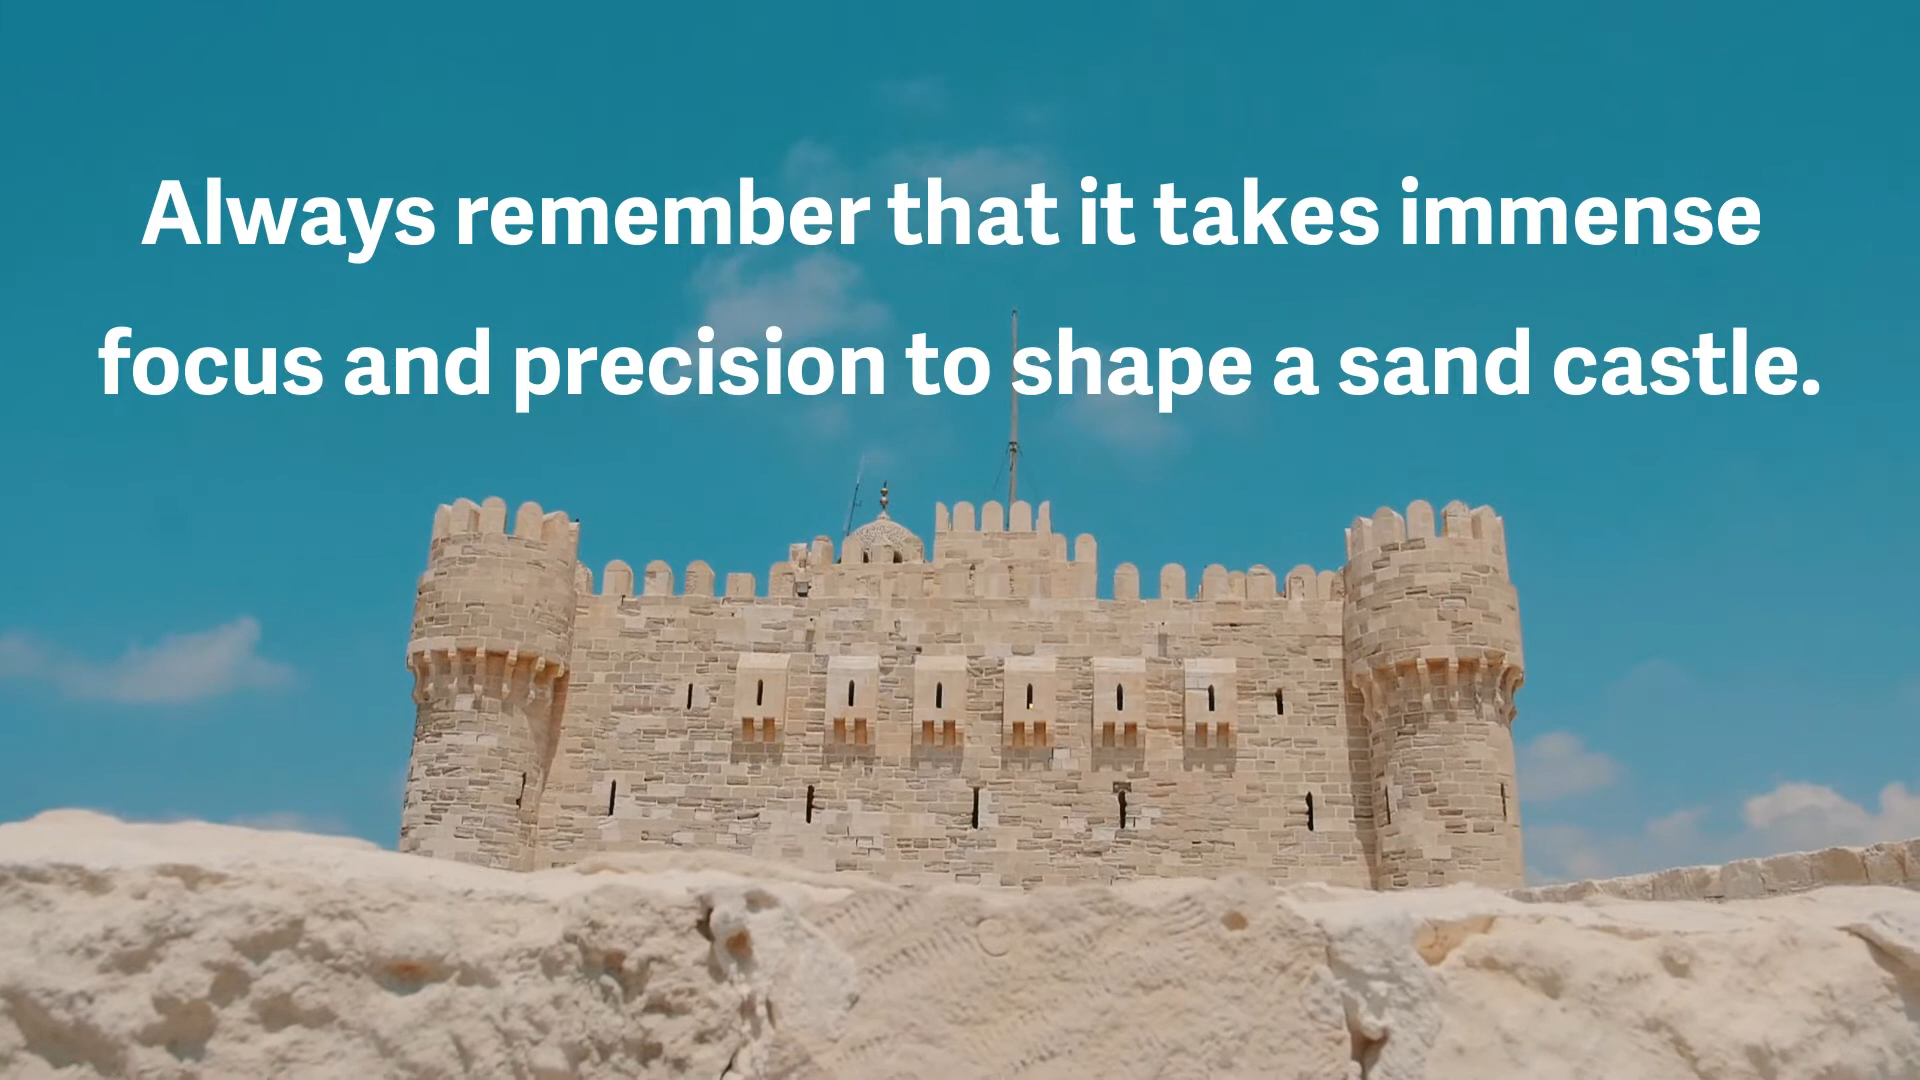 Always remember that it takes immense
focus and precision to shape a sand castle.